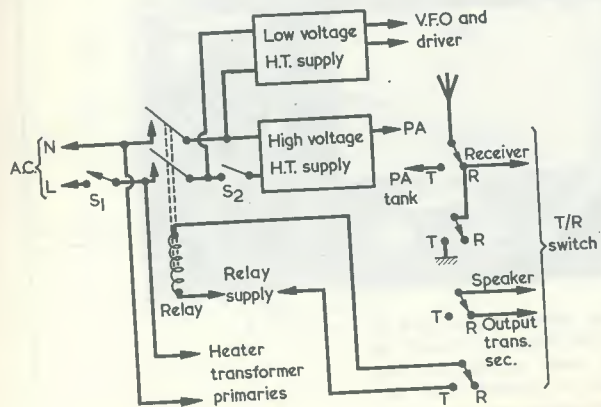 Low voltage
H.T. supply
V.F.O and
driver
A.C.
N
L
S1
S2
High voltage
H.T. supply
PA
PA
tank
T
R
Receiver
T
R
T/R
switch
Relay
Relay
supply
Speaker
T
R
Output
trans.
sec.
Heater
transformer
primaries
T
R